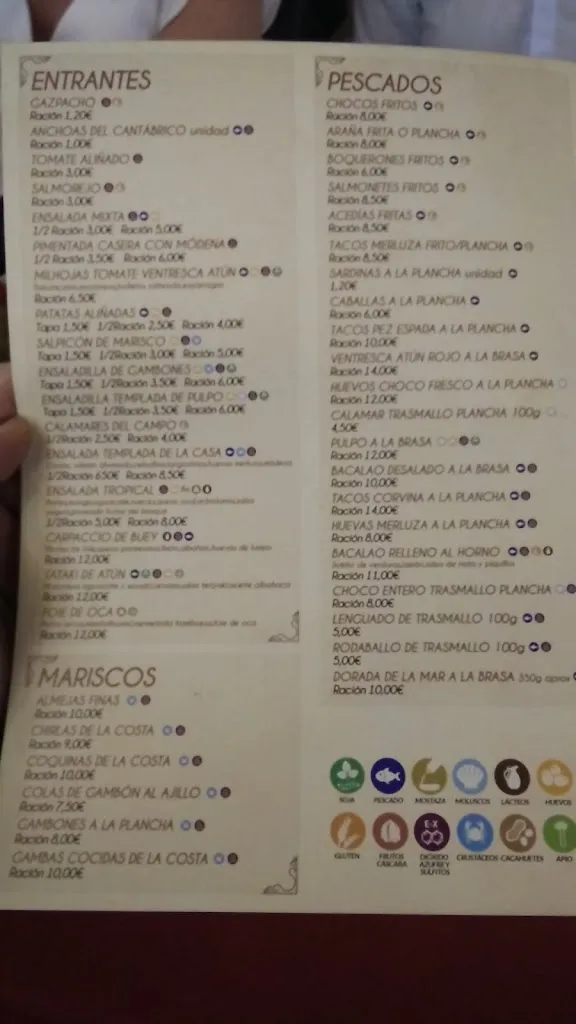 ENTRANTES
GAZPACHO
Ración 1,20€
ANCHOAS DEL CANTÁBRICO unidad
Ración 1,00€
TOMATE ALIÑADO
Ración 3,00€
SALMOREJO
Ración 3,00€
ENSALADA MIXTA
1/2 Ración 3,00€ Ración 5,00€
PIMENTADA CASERA CON MÓDENA
1/2 Ración 3,50€ Ración 6,00€
MILHOJAS TOMATE VENTRESCA ATÚN
Ración 6,50€
PATATAS ALIÑADAS
Tapa 1,50€ 1/2Ración 2,50€ Ración 4,00€
SALPICÓN DE MARISCO
Tapa 1,50€ 1/2Ración 3,00€ Ración 5,00€
ENSALADILLA DE GAMBONES
Tapa 1,50€ 1/2Ración 3,50€ Ración 6,00€
ENSALADILLA TEMPLADA DE PULPO
Tapa 1,50€ 1/2Ración 3,50€ Ración 6,00€
CALAMARES DEL CAMPO
1/2Ración 2,50€ Ración 4,00€
ENSALADA TEMPLADA DE LA CASA
1/2Ración 6,50€ Ración 8,50€
ENSALADA TROPICAL
1/2Ración 5,00€ Ración 8,00€
CARPACCIO DE BUEY
Ración 12,00€
TATAKI DE ATÚN
Ración 12,00€
FOIE DE OCA
Ración 12,00€
MARISCOS
ALMEJAS FINAS
Ración 10,00€
CHIRLAS DE LA COSTA
Ración 9,00€
COQUINAS DE LA COSTA
Ración 10,00€
COLAS DE GAMBÓN AL AJILLO
Ración 7,50€
GAMBONES A LA PLANCHA
Ración 8,00€
GAMBAS COCIDAS DE LA COSTA
Ración 10,00€
PESCADOS
CHOCOS FRITOS
Ración 8,00€
ARAÑA FRITA O PLANCHA
Ración 8,00€
BOQUERONES FRITOS
Ración 6,00€
SALMONETES FRITOS
Ración 8,50€
ACEDÍAS FRITAS
Ración 8,50€
TACOS MERLUZA FRITO/PLANCHA
Ración 8,50€
SARDINAS A LA PLANCHA unidad
1,20€
CABALLAS A LA PLANCHA
Ración 6,00€
TACOS PEZ ESPADA A LA PLANCHA
Ración 10,00€
VENTRESCA ATÚN ROJO A LA BRASA
Ración 14,00€
HUEVOS CHOCO FRESCO A LA PLANCHA
Ración 12,00€
CALAMAR TRASMALLO PLANCHA 100g
4,50€
PULPO A LA BRASA
Ración 12,00€
BACALAO DESALADO A LA BRASA
Ración 10,00€
TACOS CORVINA A LA PLANCHA
Ración 14,00€
HUEVAS MERLUZA A LA PLANCHA
Ración 8,00€
BACALAO RELLENO AL HORNO
Ración 11,00€
CHOCO ENTERO TRASMALLO PLANCHA
Ración 8,00€
LENGUADO DE TRASMALLO 100g
5,00€
RODABALLO DE TRASMALLO 100g
5,00€
DORADA DE LA MAR A LA BRASA 350g aprox
Ración 10,00€
SOJA PESCADO MOSTAZA MOLUSCOS LÁCTEOS HUEVOS
GLUTEN FRUTOS CÁSCARA DIÓXIDO AZUFRE Y SULFITOS CRUSTÁCEOS CACAHUETES APIO